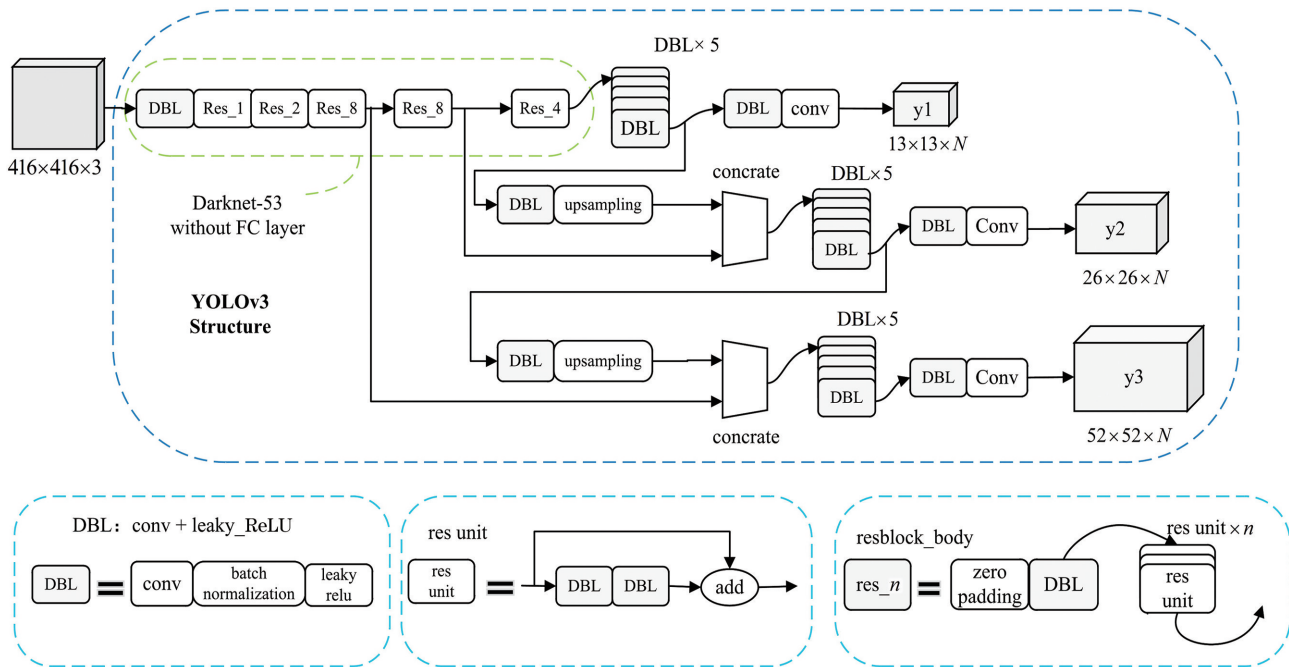 DBL× 5
416×416×3
DBL
Res_1
Res_2
Res_8
Res_8
Res_4
DBL
DBL
conv
y1
13×13×N
Darknet-53
without FC layer
DBL
upsampling
concrate
DBL×5
DBL
DBL
Conv
y2
26×26×N
YOLOv3
Structure
DBL
upsampling
concrate
DBL×5
DBL
DBL
Conv
y3
52×52×N
DBL：conv + leaky_ReLU
DBL
=
conv
batch
normalization
leaky
relu
res unit
res
unit
=
DBL
DBL
add
resblock_body
res_n
=
zero
padding
DBL
res unit×n
res
unit